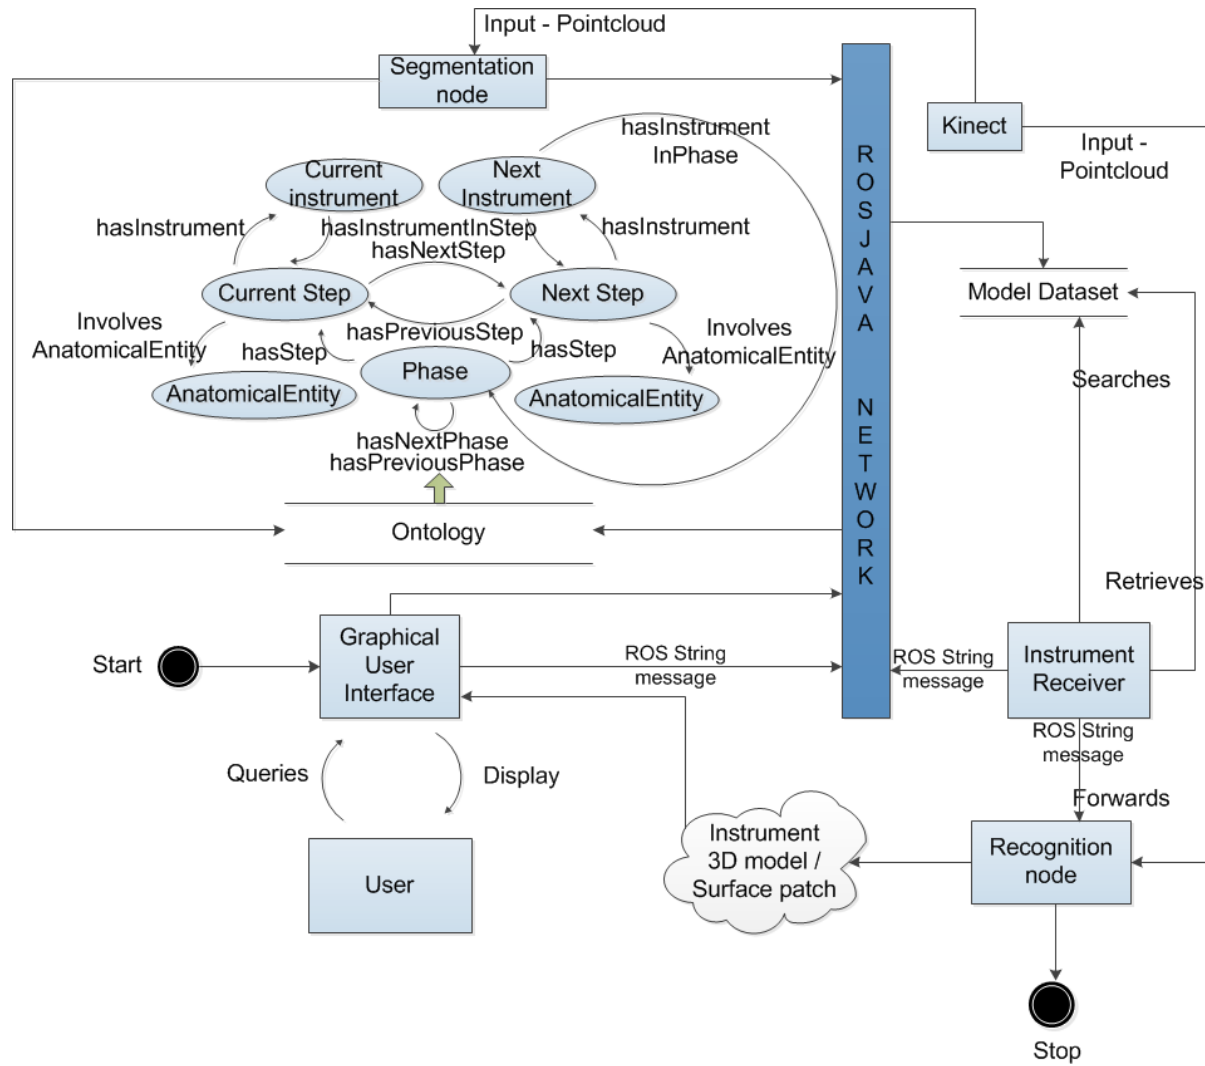 Input - Pointcloud
Segmentation
node
Kinect
Input -
Pointcloud
hasInstrument
InPhase
Current
instrument
Next
Instrument
hasInstrument
hasInstrumentInStep
hasInstrument
hasNextStep
Current Step
Next Step
Involves
AnatomicalEntity
hasPreviousStep
Involves
AnatomicalEntity
hasStep
hasStep
Phase
AnatomicalEntity
AnatomicalEntity
hasNextPhase
hasPreviousPhase
Ontology
ROSJAVA NETWORK
Model Dataset
Searches
Retrieves
Start
Graphical
User
Interface
ROS String
message
ROS String
message
Instrument
Receiver
ROS String
message
Queries
Display
Forwards
User
Instrument
3D model /
Surface patch
Recognition
node
Stop